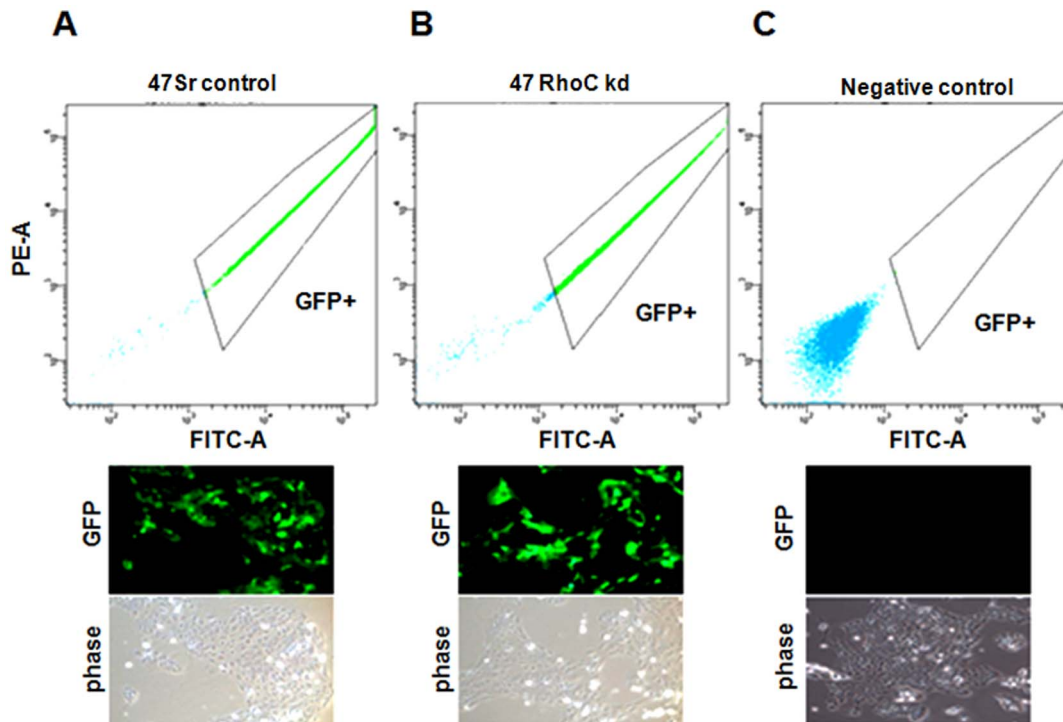 A
B
C
47Sr control
47 RhoC kd
Negative control
PE-A
GFP+
GFP+
GFP+
FITC-A
FITC-A
FITC-A
GFP
GFP
GFP
phase
phase
phase